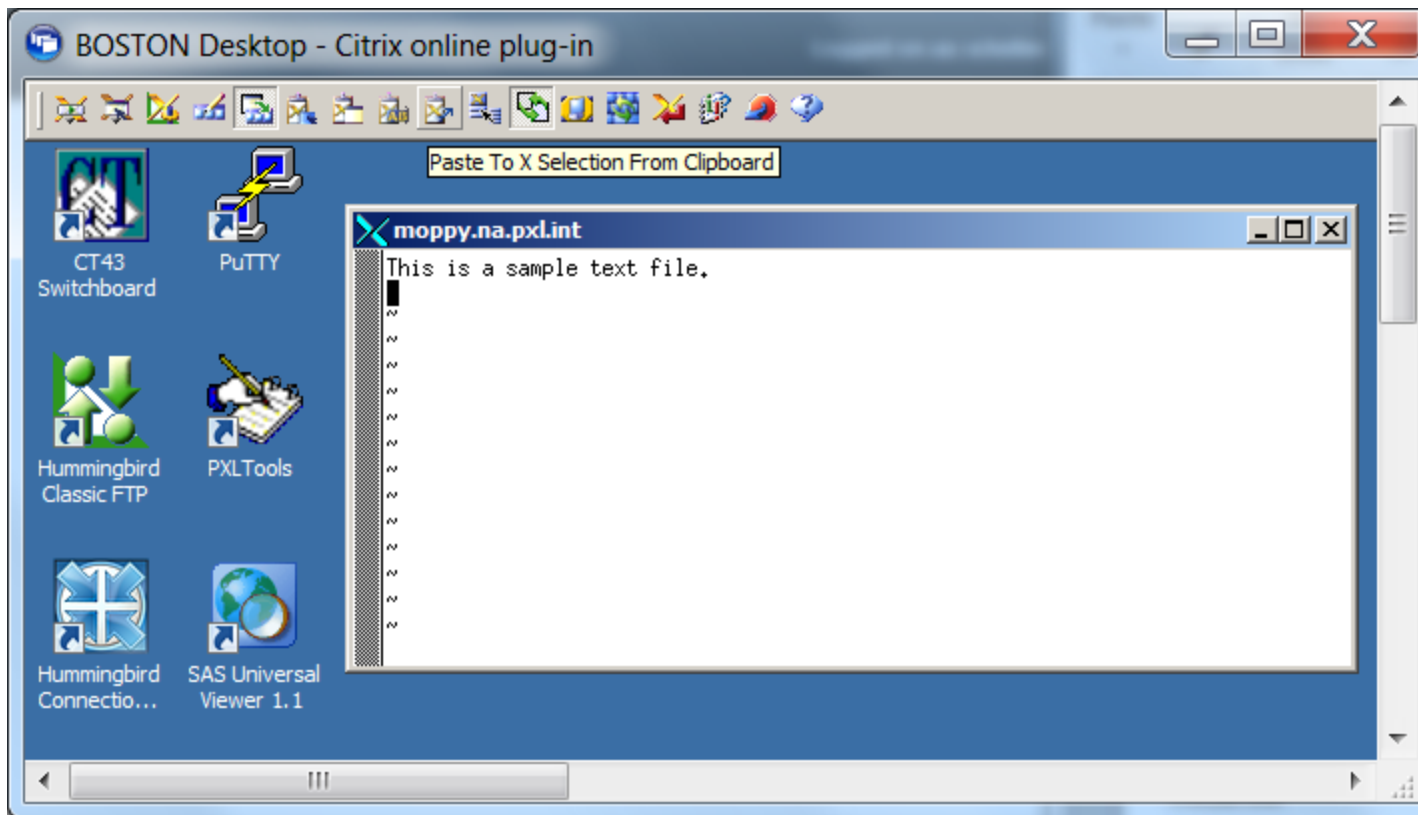 BOSTON Desktop - Citrix online plug-in
Paste To X Selection From Clipboard
CT43
Switchboard
PuTTY
moppy.na.pxl.int
This is a sample text file.
~
~
~
~
~
~
~
~
~
~
~
~
~
Hummingbird
Classic FTP
PXLTools
Hummingbird
Connectio...
SAS Universal
Viewer 1.1